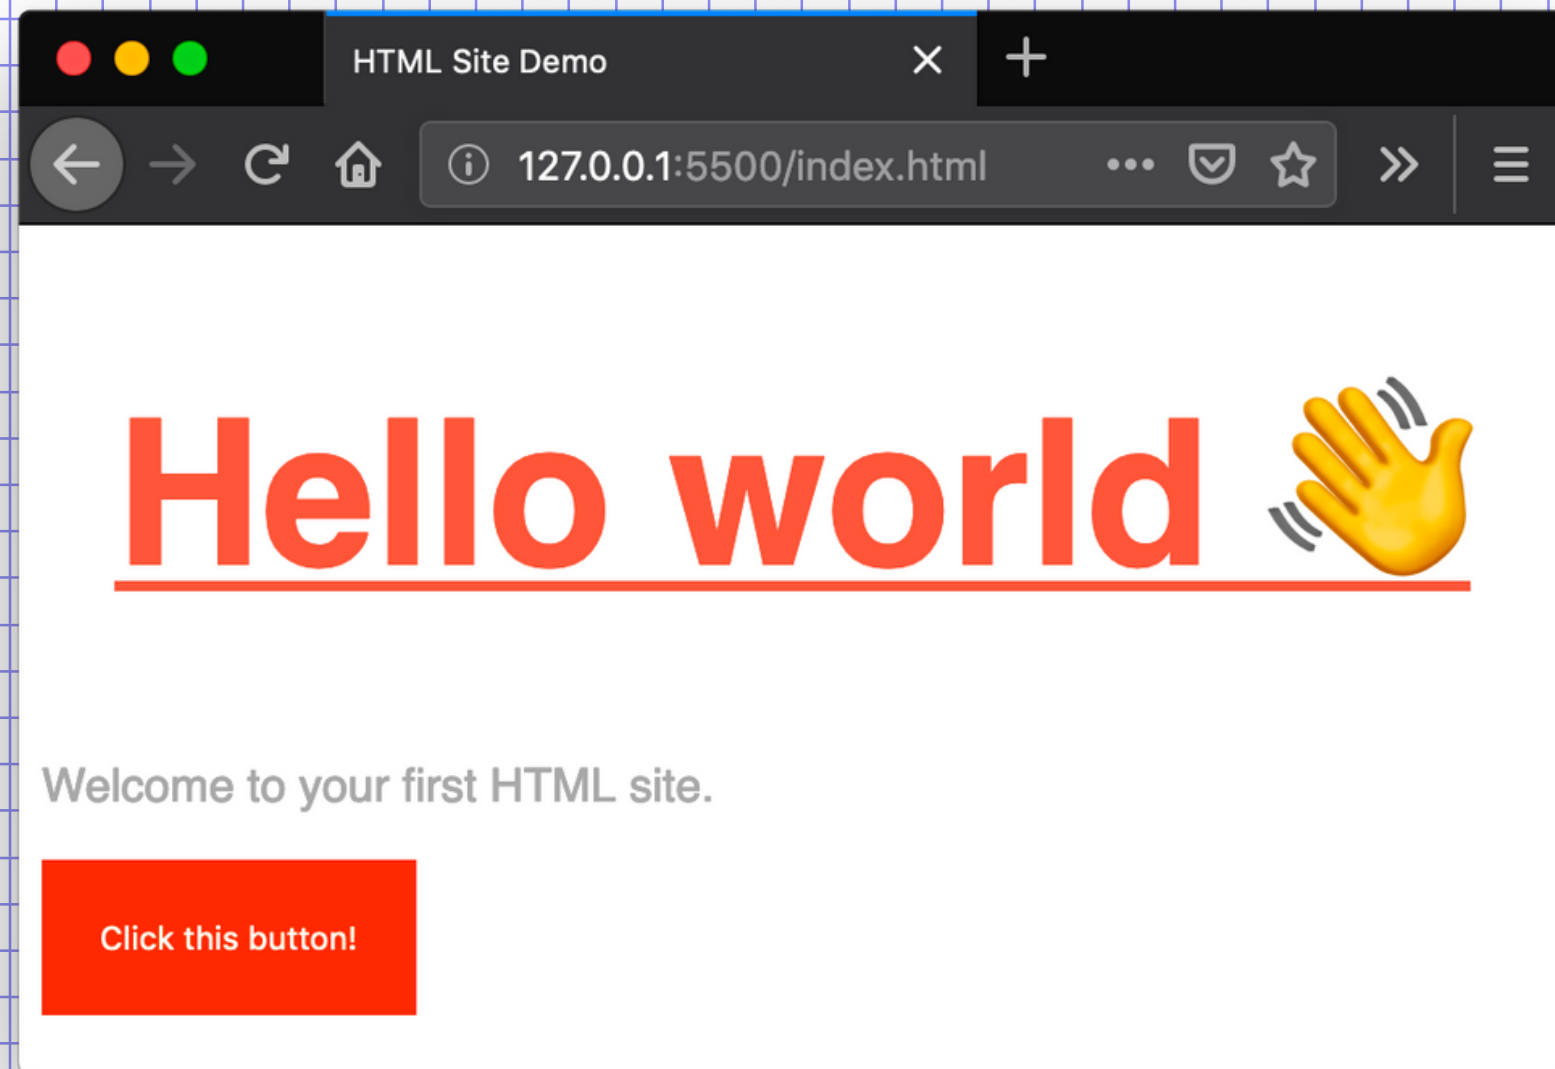 HTML Site Demo
127.0.0.1:5500/index.html
Hello world 👋
Welcome to your first HTML site.
Click this button!